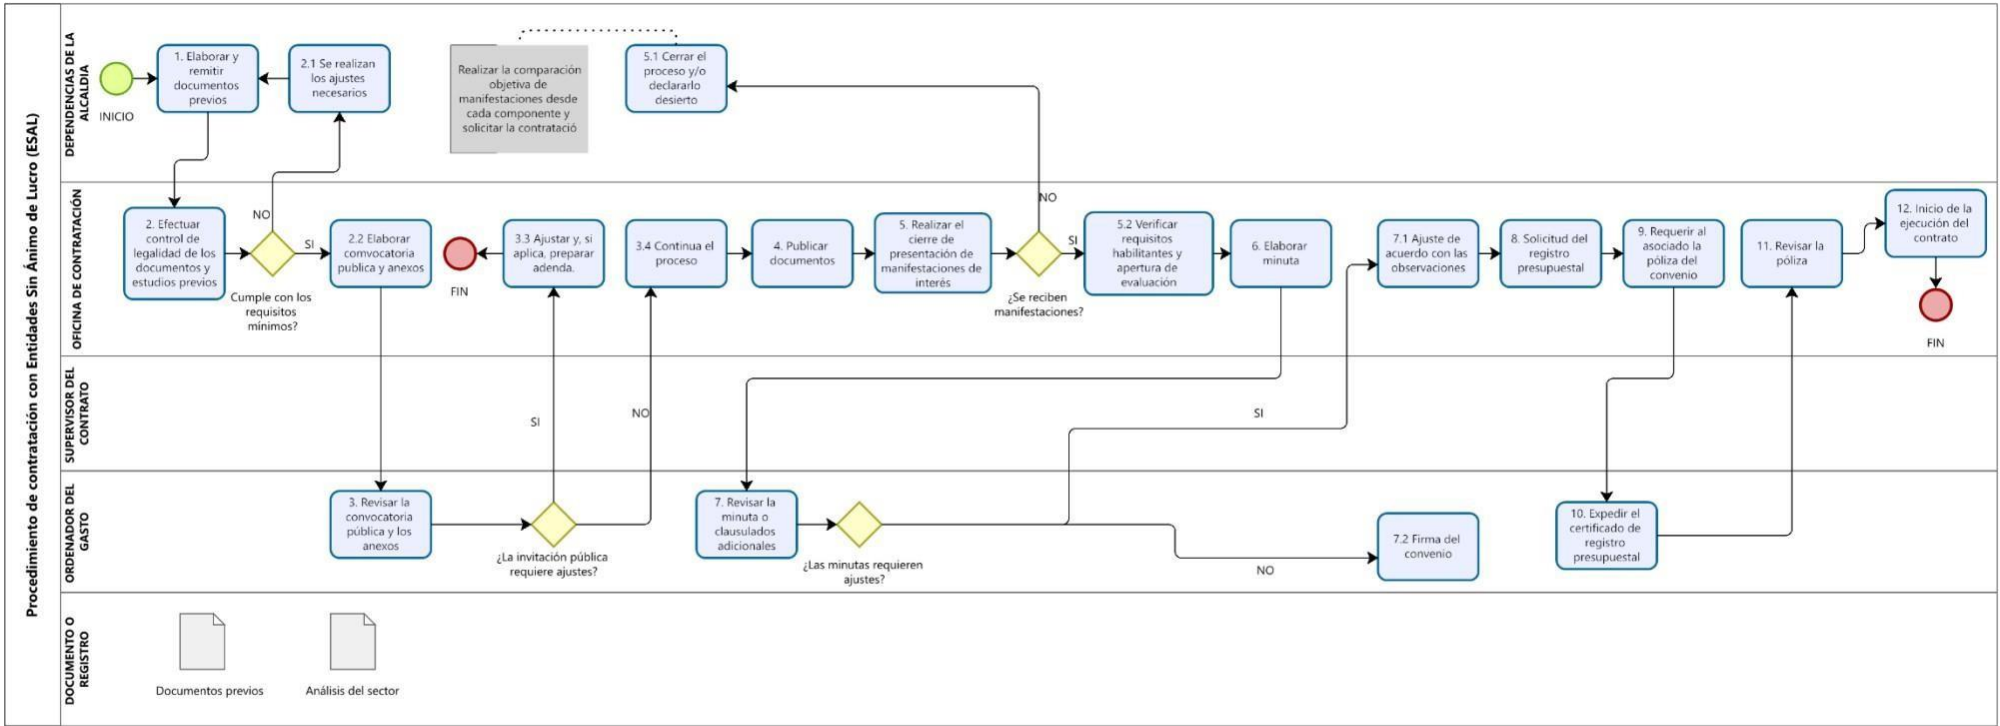 Procedimiento de contratación con Entidades Sin Ánimo de Lucro (ESAL)
DEPENDENCIAS DE LA
ALCALDIA
INICIO
1. Elaborar y
remitir
documentos
previos
2.1 Se realizan
los ajustes
necesarios
Realizar la comparación
objetiva de
manifestaciones desde
cada componente y
solicitar la contratació
5.1 Cerrar el
proceso y/o
declararlo
desierto
OFICINA DE CONTRATACIÓN
2. Efectuar
control de
legalidad de los
documentos y
estudios previos
NO
SI
Cumple con los
requisitos
mínimos?
2.2 Elaborar
comvocatoria
publica y anexos
FIN
3.3 Ajustar y, si
aplica, preparar
adenda.
3.4 Continua el
proceso
4. Publicar
documentos
5. Realizar el
cierre de
presentación de
manifestaciones de
interés
NO
SI
¿Se reciben
manifestaciones?
5.2 Verificar
requisitos
habilitantes y
apertura de
evaluación
6. Elaborar
minuta
7.1 Ajuste de
acuerdo con las
observaciones
8. Solicitud del
registro
presupuestal
9. Requerir al
asociado la
póliza del
convenio
11. Revisar la
póliza
12. Inicio de la
ejecución del
contrato
FIN
SUPERVISOR DEL
CONTRATO
SI
NO
SI
ORDENADOR DEL
GASTO
3. Revisar la
convocatoria
pública y los
anexos
¿La invitación pública
requiere ajustes?
7. Revisar la
minuta o
clausulados
adicionales
¿Las minutas requieren
ajustes?
NO
7.2 Firma del
convenio
10. Expedir el
certificado de
registro
presupuestal
DOCUMENTO O
REGISTRO
Documentos previos
Análisis del sector